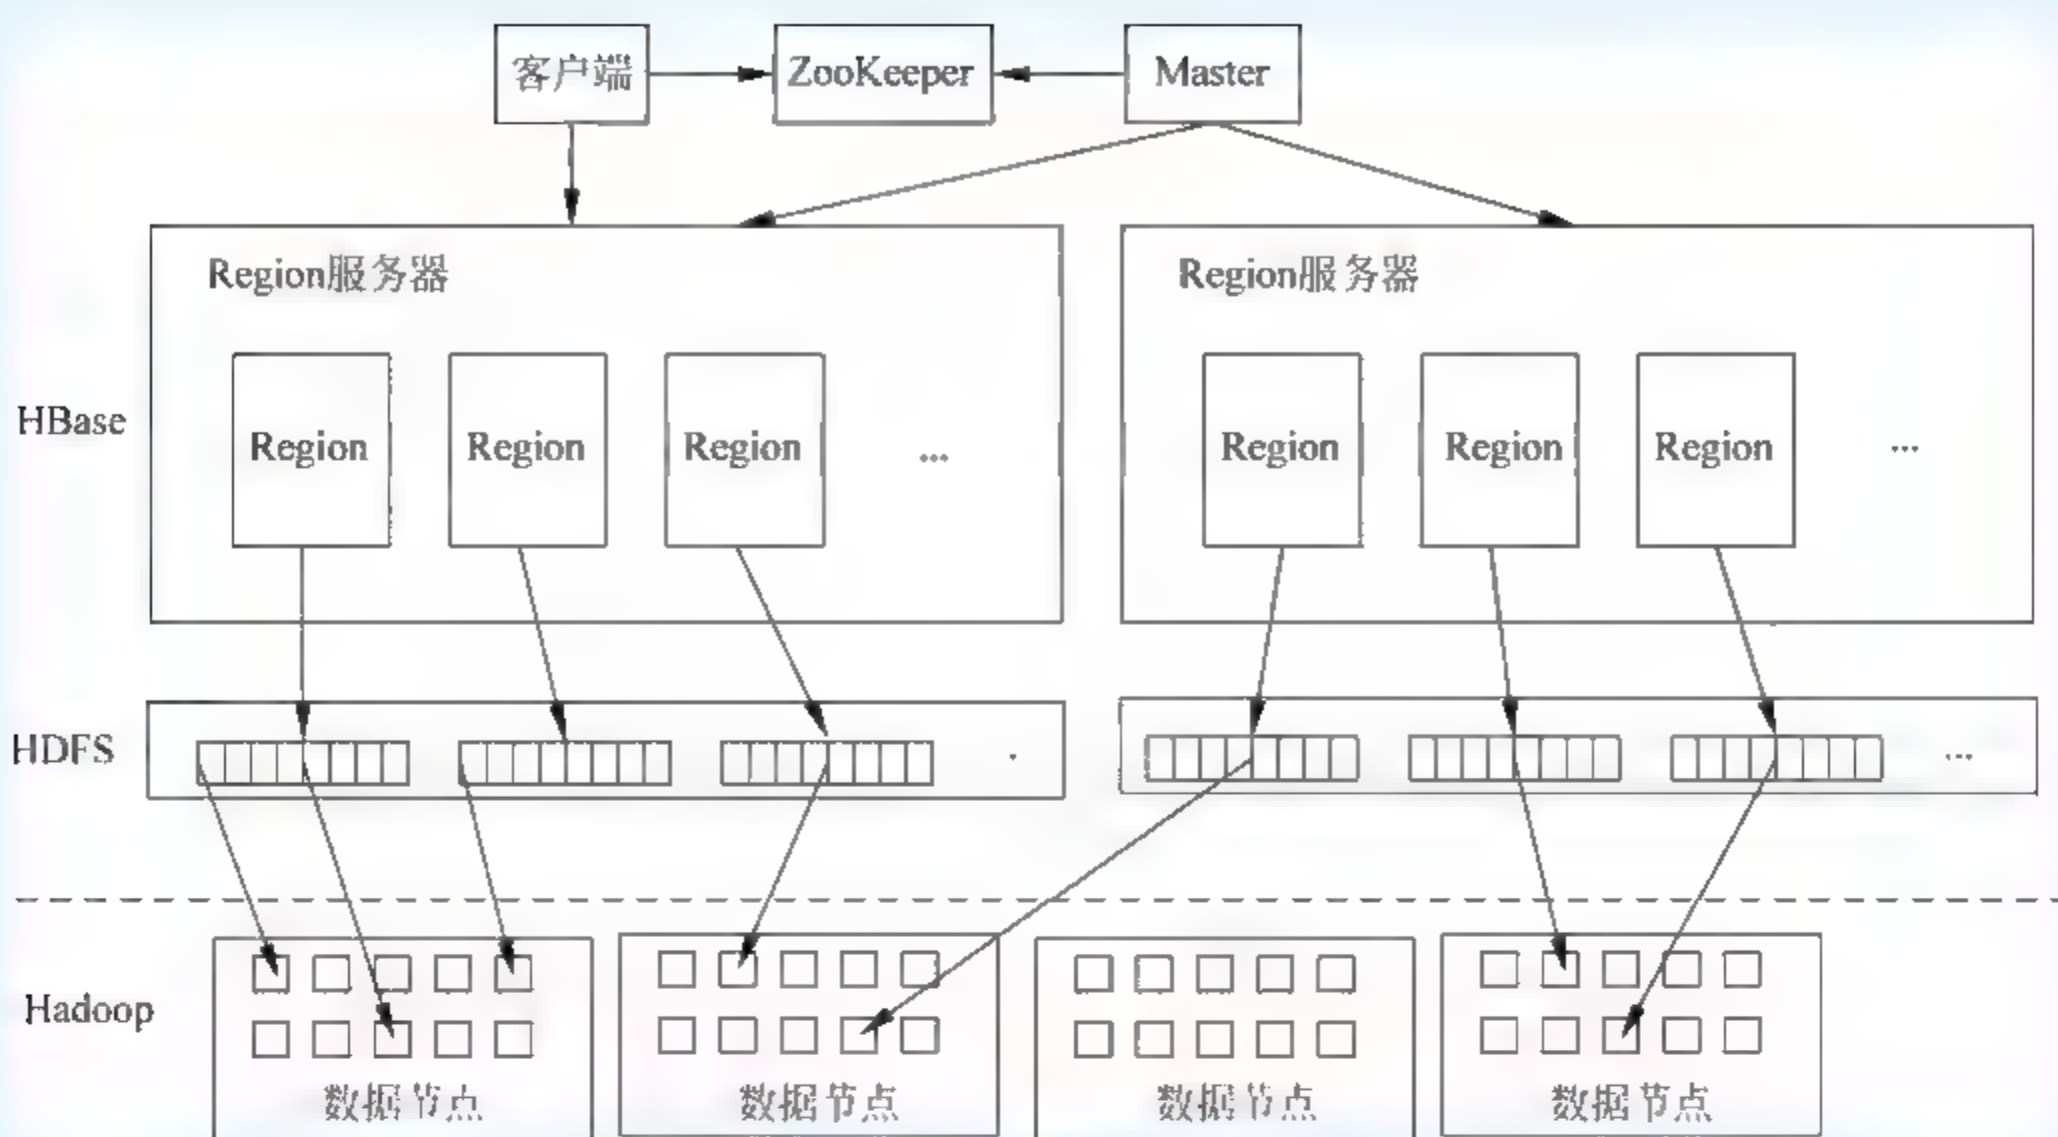 客户端 ZooKeeper Master
Region服务器 Region服务器
HBase Region Region Region ... Region Region Region ...
HDFS ...
Hadoop
数据节点 数据节点 数据节点 数据节点